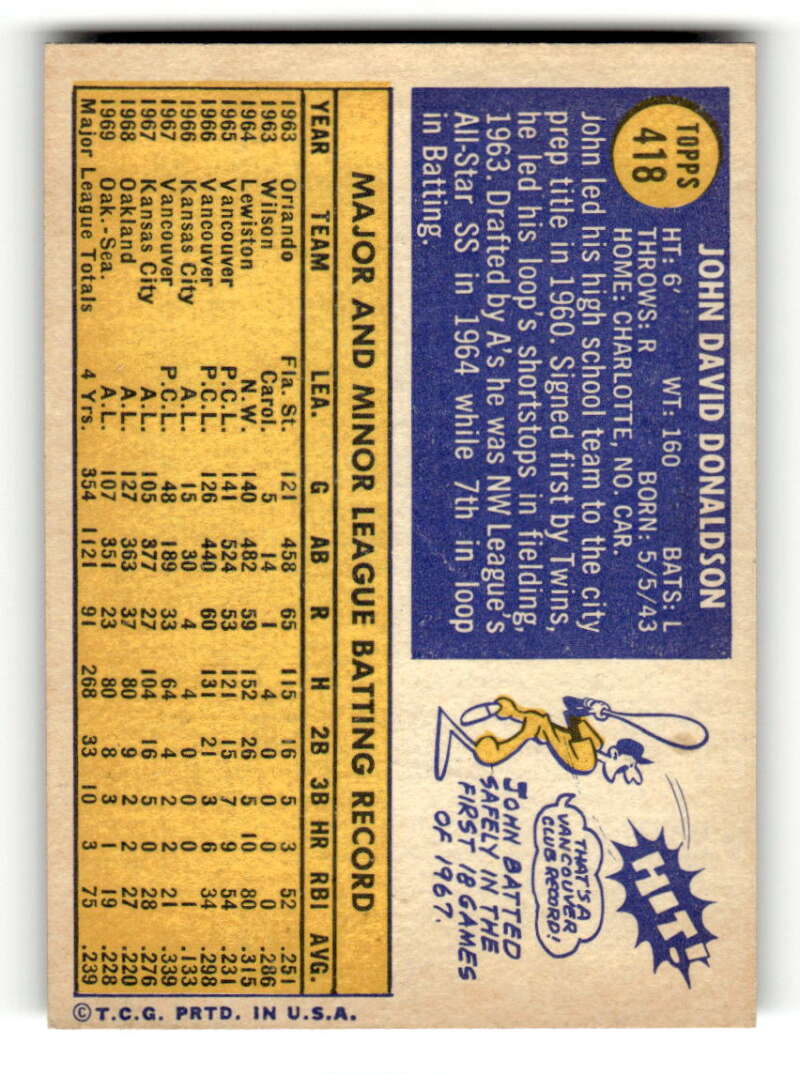 TOPPS
418
JOHN DAVID DONALDSON
HT: 6' WT: 160 BATS: L
THROWS: R BORN: 5/5/43
HOME: CHARLOTTE, NO. CAR.
John led his high school team to the city
prep title in 1960. Signed first by Twins,
he led his loop's shortstops in fielding,
1963. Drafted by A's he was NW League's
All-Star SS in 1964 while 7th in loop
in Batting.
HIT!
THAT'S A
VANCOUVER
CLUB RECORD!
JOHN BATTED
SAFELY IN THE
FIRST 18 GAMES
OF 1967.
MAJOR AND MINOR LEAGUE BATTING RECORD
YEAR TEAM LEA. G AB R H 2B 3B HR RBI AVG.
1963 Orlando Fla. St. 121 458 65 115 16 5 3 52 .251
1963 Wilson Carol. 5 14 1 4 0 0 0 0 .286
1964 Lewiston N.W. 140 482 59 152 26 5 10 80 .315
1965 Vancouver P.C.L. 141 524 53 121 15 7 9 54 .231
1966 Vancouver P.C.L. 126 440 60 131 21 3 6 34 .298
1966 Kansas City A.L. 15 30 4 4 0 0 0 1 .133
1967 Vancouver P.C.L. 48 189 33 64 4 2 2 21 .339
1967 Kansas City A.L. 105 377 27 104 16 5 0 28 .276
1968 Oakland A.L. 127 363 37 80 9 2 2 27 .220
1969 Oak.-Sea. A.L. 107 351 23 80 8 3 1 19 .228
Major League Totals 4 Yrs. 354 1121 91 268 33 10 3 75 .239
© T.C.G. PRTD. IN U.S.A.